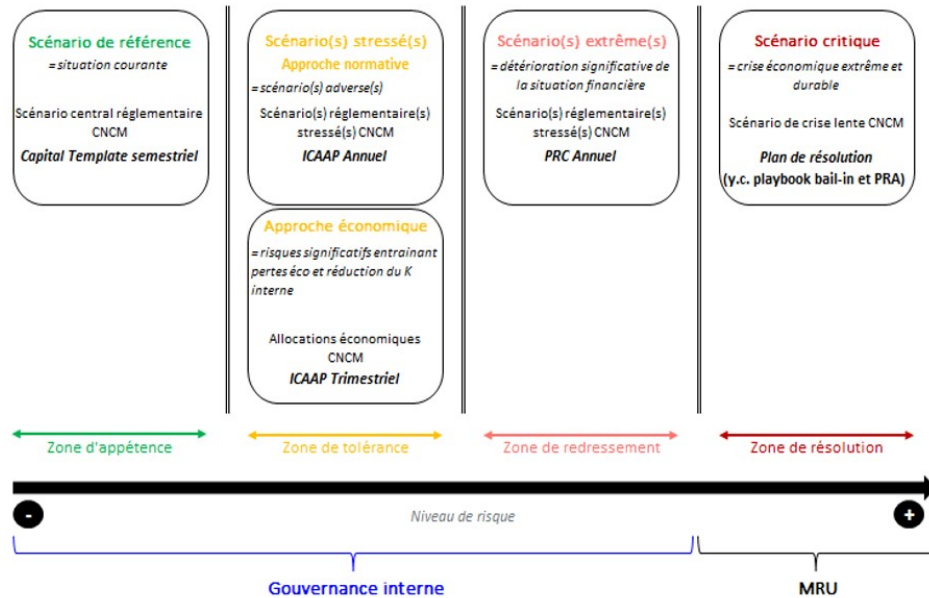 Scénario de référence
= situation courante
Scénario central réglementaire
CNCM
Capital Template semestriel
Scénario(s) stressé(s)
Approche normative
= scénario(s) adverse(s)
Scénario(s) réglementaire(s)
stressé(s) CNCM
ICAAP Annuel
Approche économique
= risques significatifs entrainant
pertes éco et réduction du K
interne
Allocations économiques
CNCM
ICAAP Trimestriel
Scénario(s) extrême(s)
= détérioration significative de
la situation financière
Scénario(s) réglementaire(s)
stressé(s) CNCM
PRC Annuel
Scénario critique
= crise économique extrême et
durable
Scénario de crise lente CNCM
Plan de résolution
(y.c. playbook bail-in et PRA)
Zone d'appétence
Zone de tolérance
Zone de redressement
Zone de résolution
-
Niveau de risque
+
Gouvernance interne
MRU